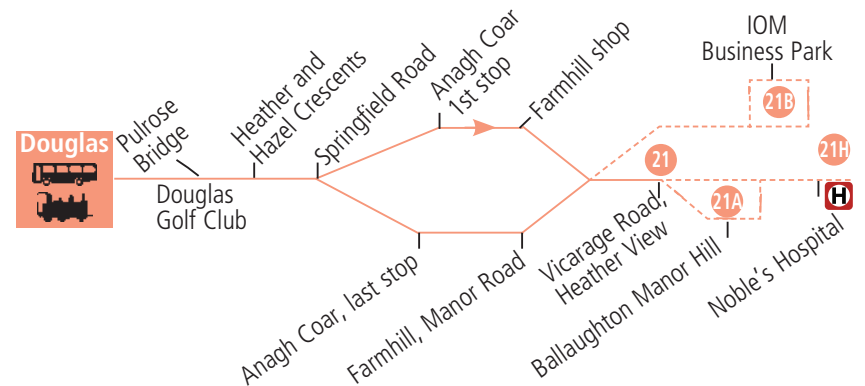 Douglas
Pulrose
Bridge
Douglas
Golf Club
Heather and
Hazel Crescents
Springfield Road
Anagh Coar
1st stop
Farmhill shop
Anagh Coar, last stop
Farmhill, Manor Road
21
Vicarage Road,
Heather View
21A
Ballaughton Manor Hill
IOM
Business Park
21B
21H
H
Noble's Hospital